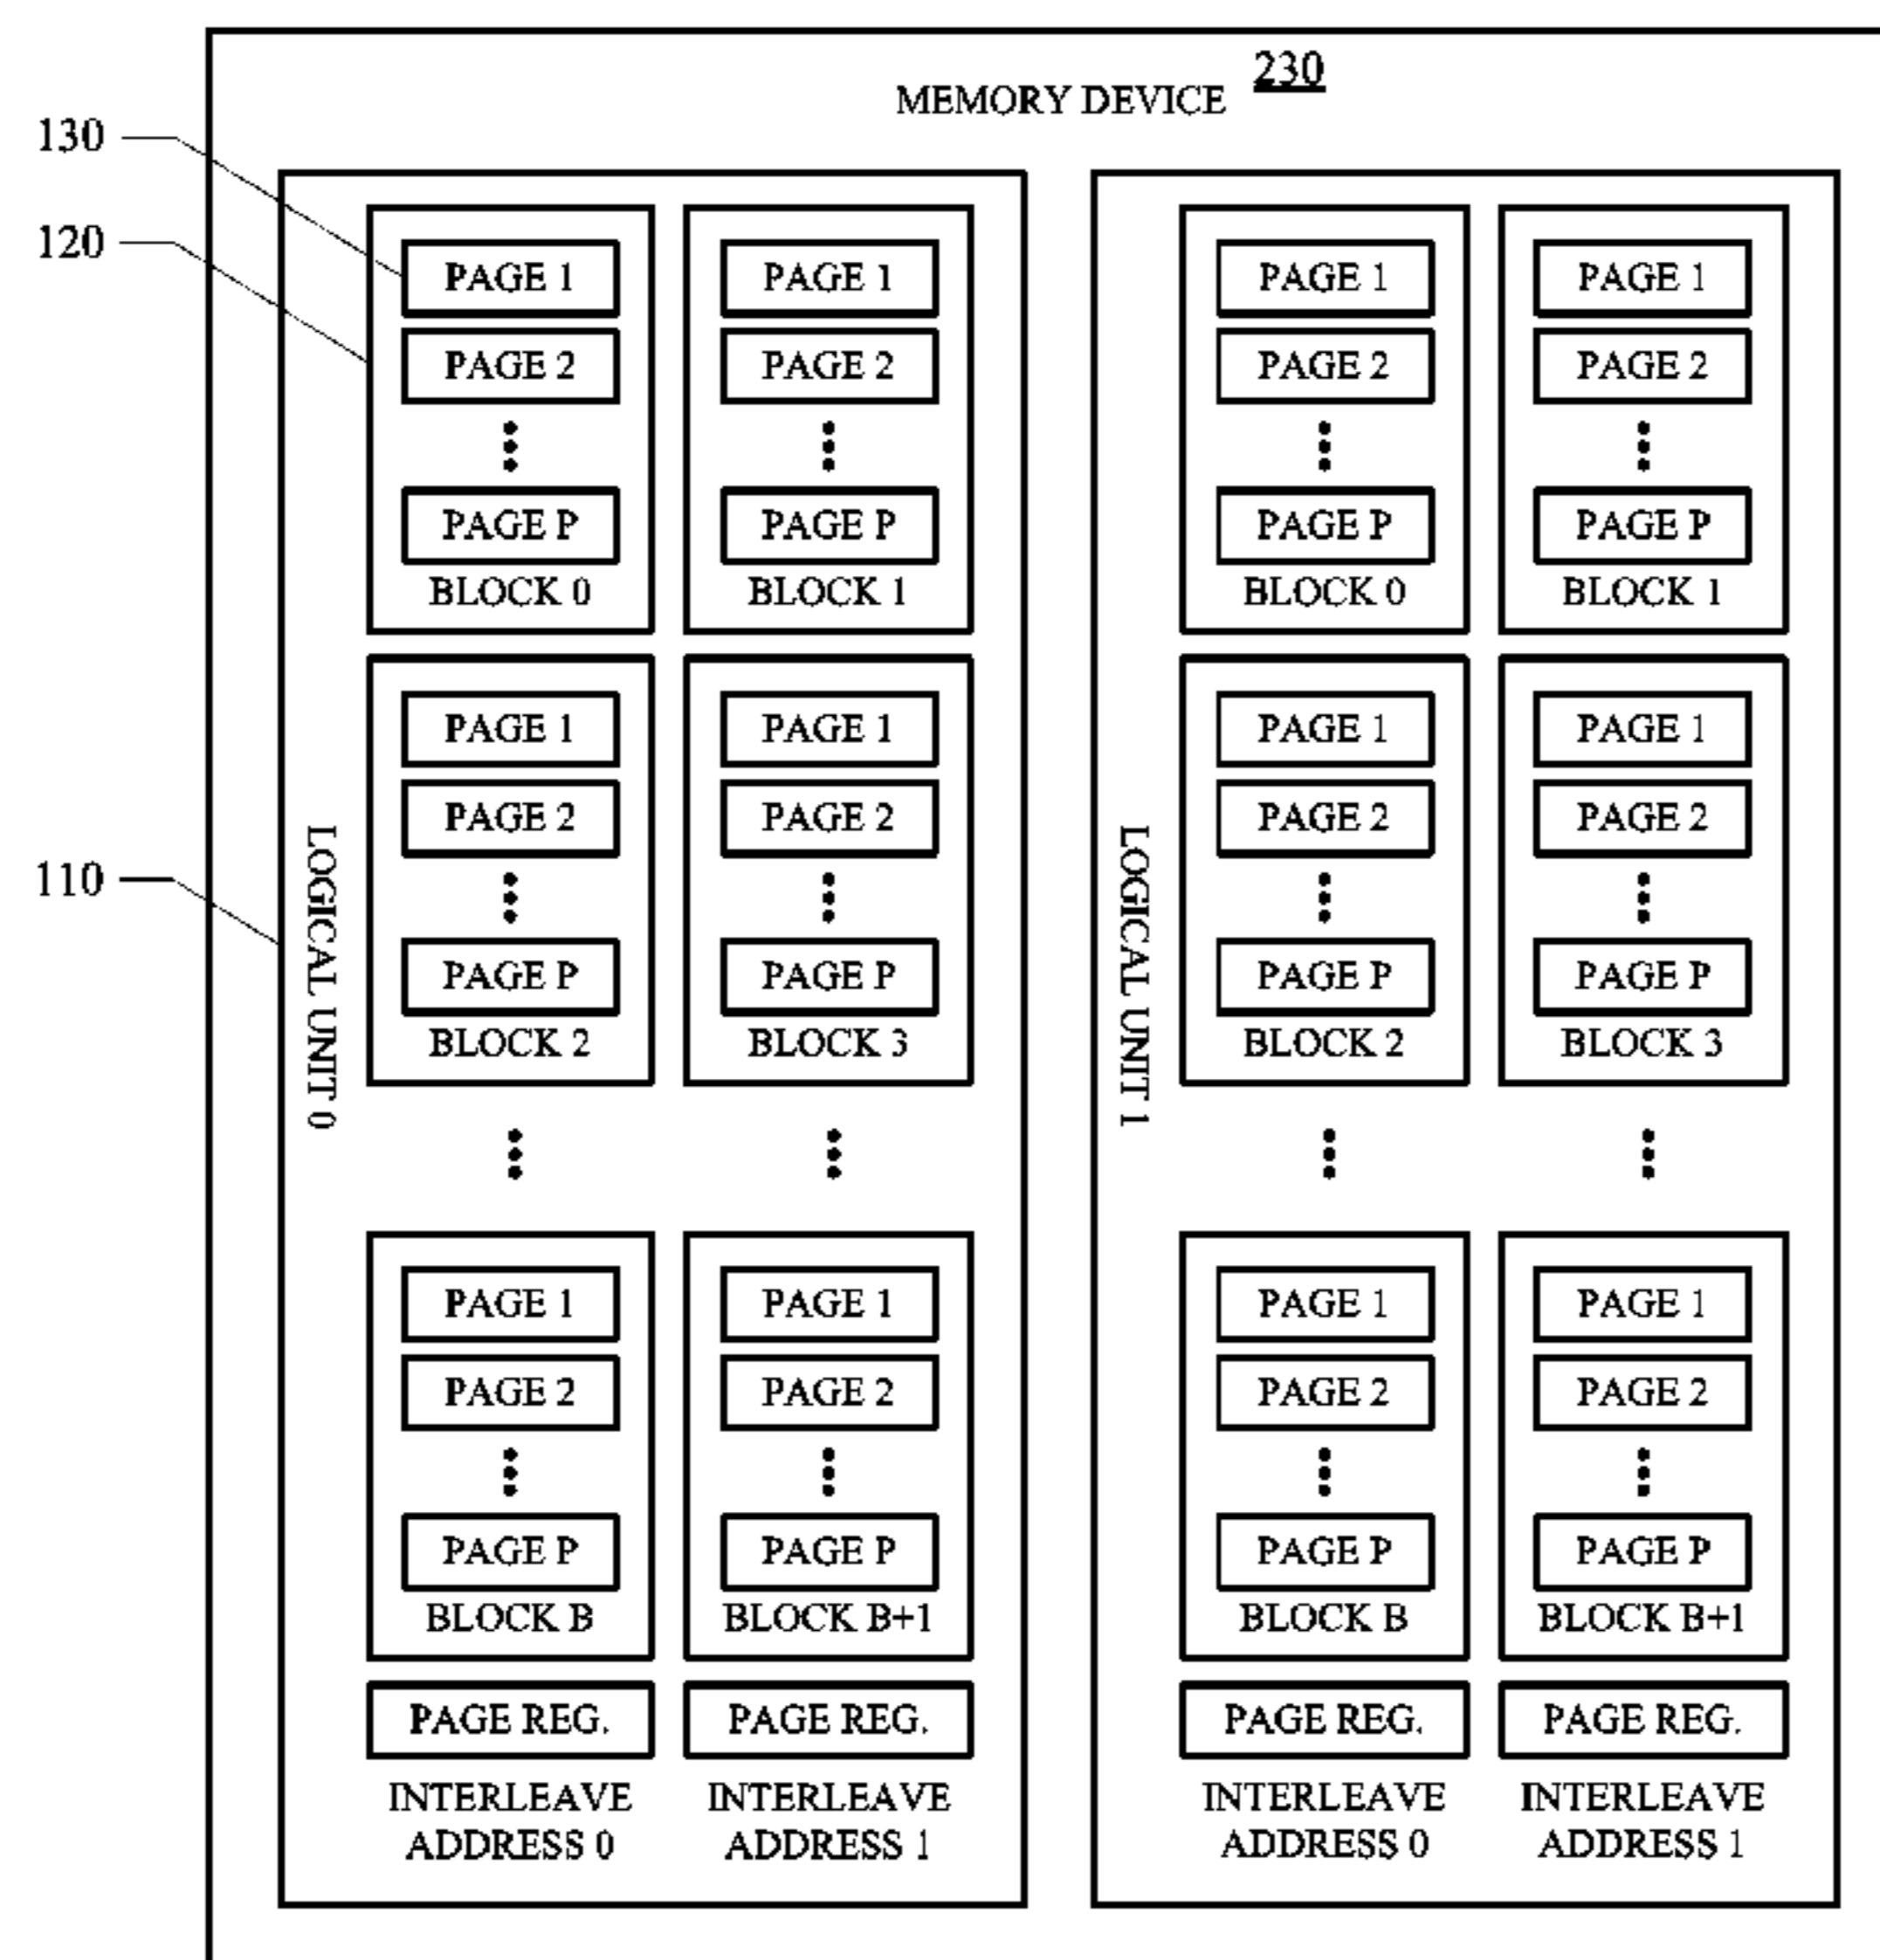 230
MEMORY DEVICE
130
120
110
LOGICAL UNIT 0
PAGE 1
PAGE 2
PAGE P
BLOCK 0
PAGE 1
PAGE 2
PAGE P
BLOCK 1
PAGE 1
PAGE 2
PAGE P
BLOCK 2
PAGE 1
PAGE 2
PAGE P
BLOCK 3
PAGE 1
PAGE 2
PAGE P
BLOCK B
PAGE 1
PAGE 2
PAGE P
BLOCK B+1
PAGE REG.
PAGE REG.
INTERLEAVE
ADDRESS 0
INTERLEAVE
ADDRESS 1
LOGICAL UNIT 1
PAGE 1
PAGE 2
PAGE P
BLOCK 0
PAGE 1
PAGE 2
PAGE P
BLOCK 1
PAGE 1
PAGE 2
PAGE P
BLOCK 2
PAGE 1
PAGE 2
PAGE P
BLOCK 3
PAGE 1
PAGE 2
PAGE P
BLOCK B
PAGE 1
PAGE 2
PAGE P
BLOCK B+1
PAGE REG.
PAGE REG.
INTERLEAVE
ADDRESS 0
INTERLEAVE
ADDRESS 1